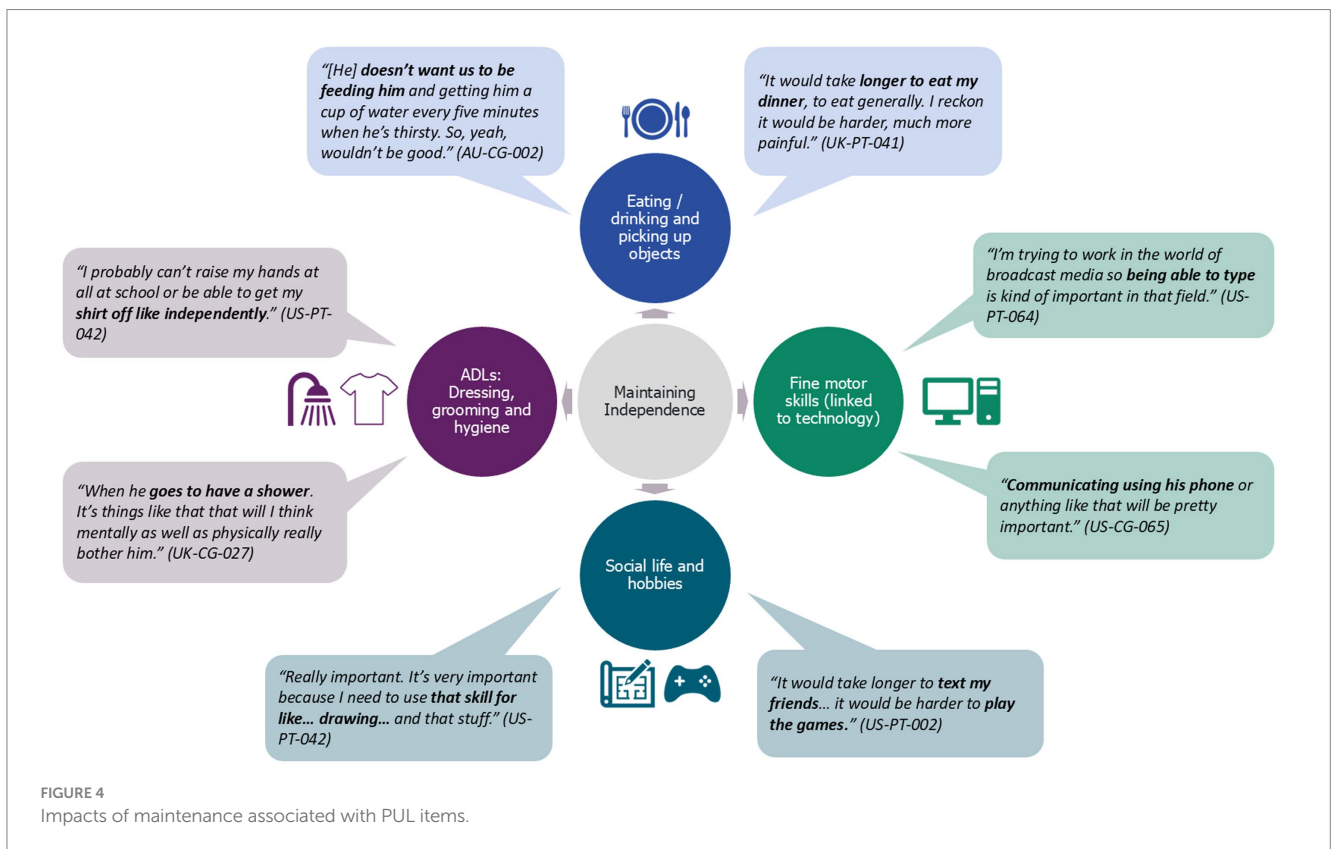 “[He] doesn’t want us to be
feeding him and getting him a
cup of water every five minutes
when he’s thirsty. So, yeah,
wouldn’t be good.” (AU-CG-002)
“It would take longer to eat my
dinner, to eat generally. I reckon
it would be harder, much more
painful.” (UK-PT-041)
Eating /
drinking and
picking up
objects
“I probably can’t raise my hands at
all at school or be able to get my
shirt off like independently.” (US-PT-
042)
“I’m trying to work in the world of
broadcast media so being able to type
is kind of important in that field.” (US-
PT-064)
ADLs:
Dressing,
grooming and
hygiene
Maintaining
Independence
Fine motor
skills (linked
to technology)
“When he goes to have a shower.
It’s things like that that will I think
mentally as well as physically really
bother him.” (UK-CG-027)
“Communicating using his phone or
anything like that will be pretty
important.” (US-CG-065)
Social life and
hobbies
“Really important. It’s very important
because I need to use that skill for
like… drawing… and that stuff.” (US-
PT-042)
“It would take longer to text my
friends… it would be harder to play
the games.” (US-PT-002)
FIGURE 4
Impacts of maintenance associated with PUL items.